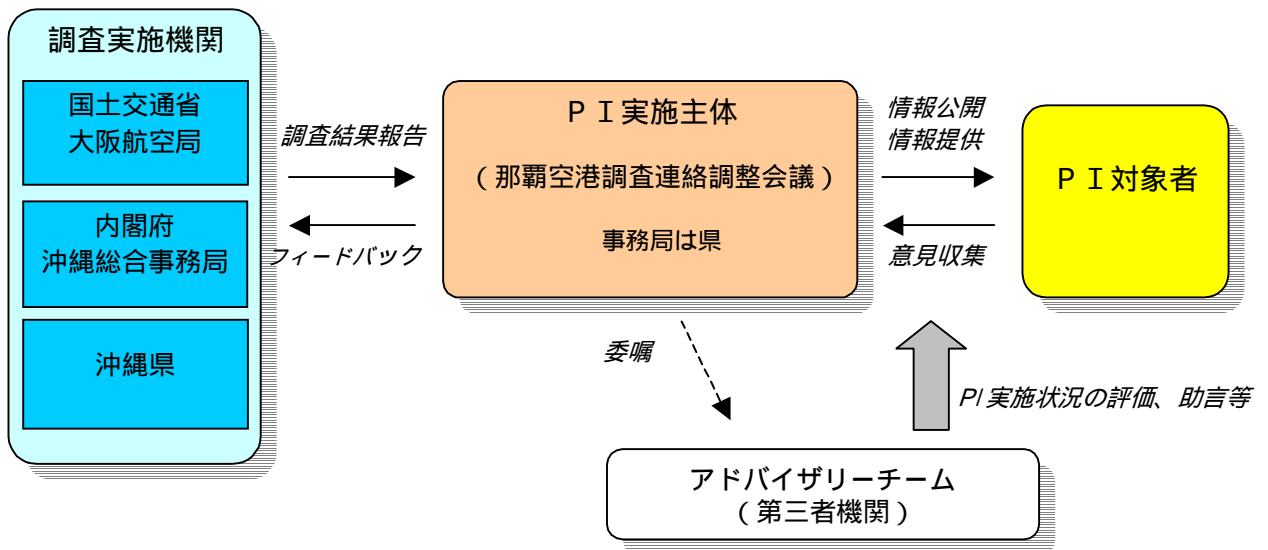 調査実施機関
国土交通省
大阪航空局
内閣府
沖縄総合事務局
沖縄県
調査結果報告
フィードバック
ＰＩ実施主体
（那覇空港調査連絡調整会議）
事務局は県
情報公開
情報提供
意見収集
ＰＩ対象者
委嘱
PI実施状況の評価、助言等
アドバイザリーチーム
（第三者機関）